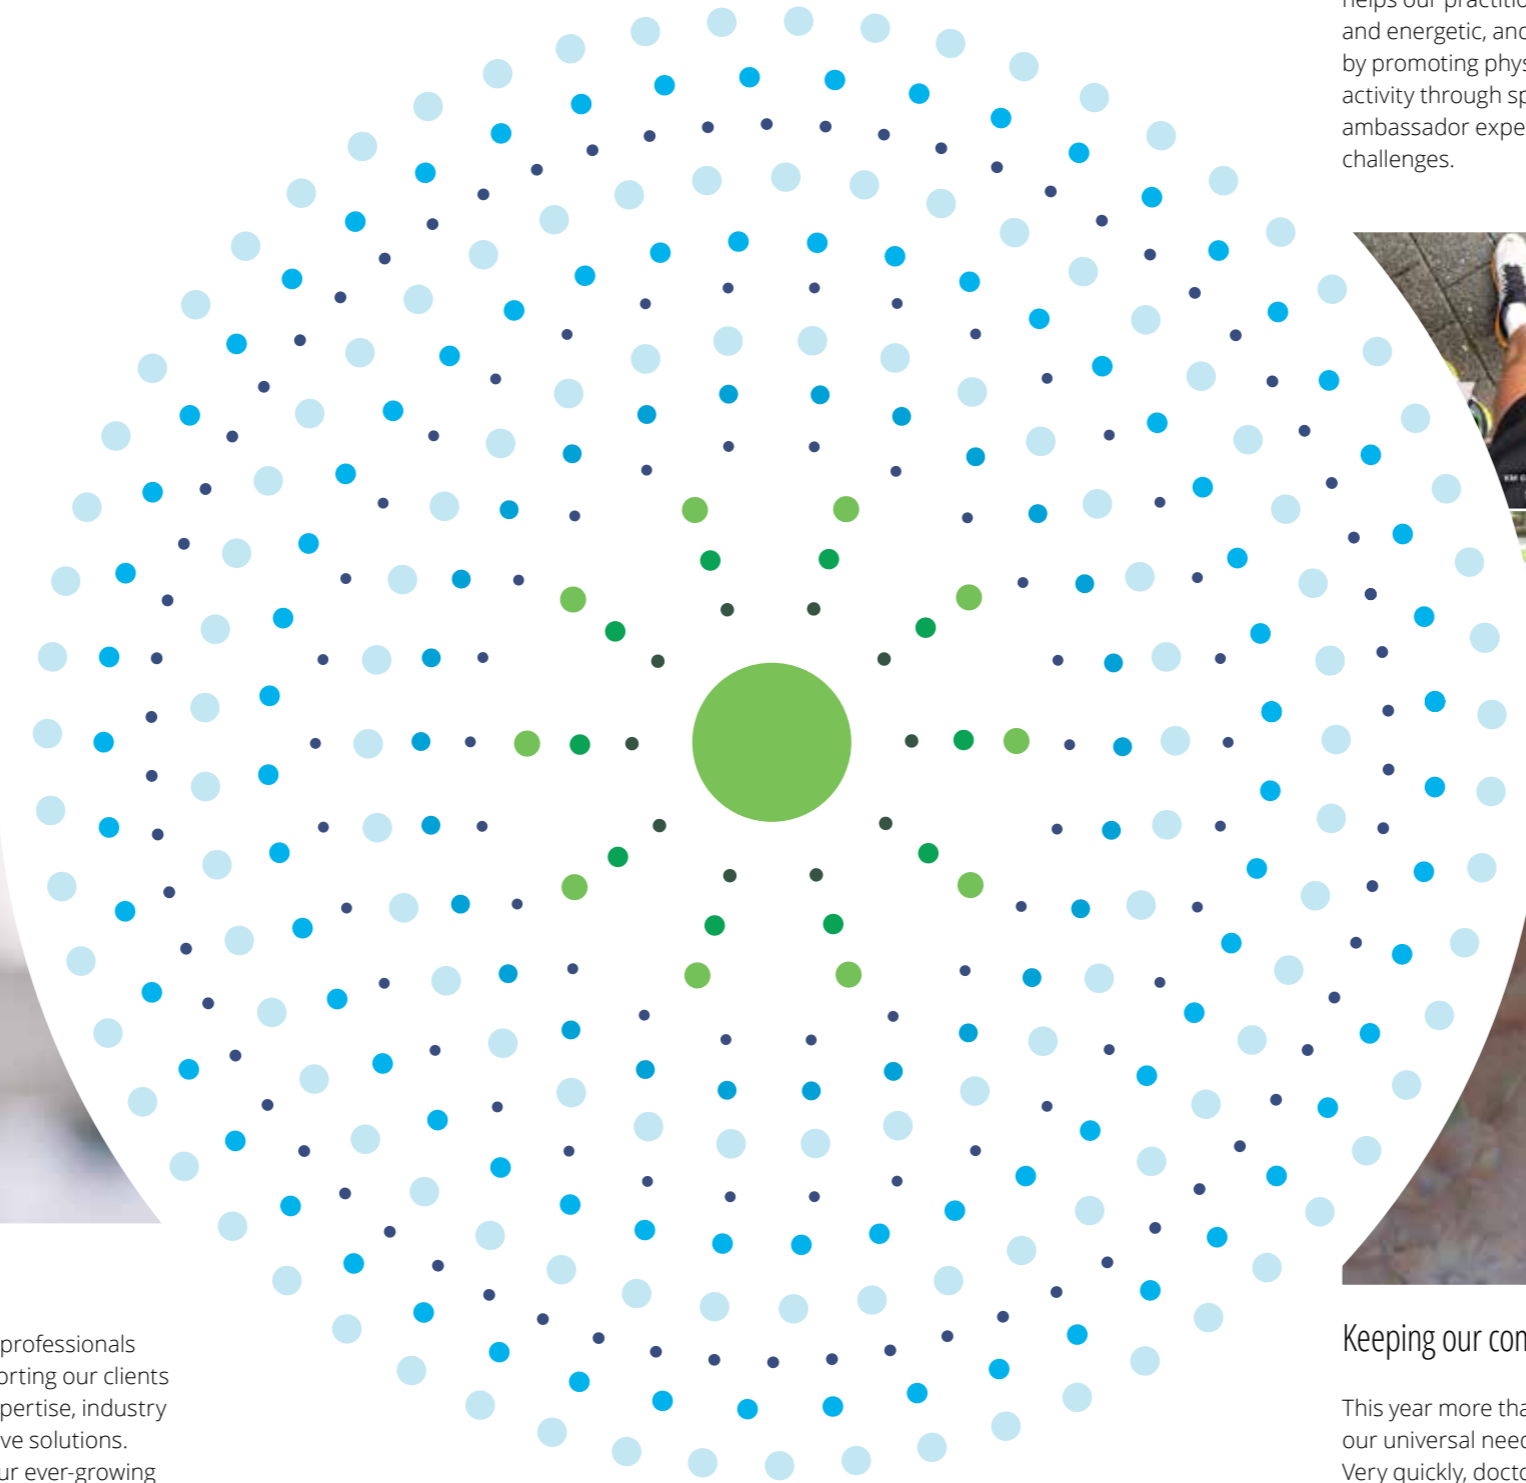 and energetic, and
by promoting phys
activity through sp
ambassador expe
challenges.
professionals
orting our clients
pertise, industry
ve solutions.
ur ever-growing
Keeping our con
This year more tha
our universal need
Very quickly, docto